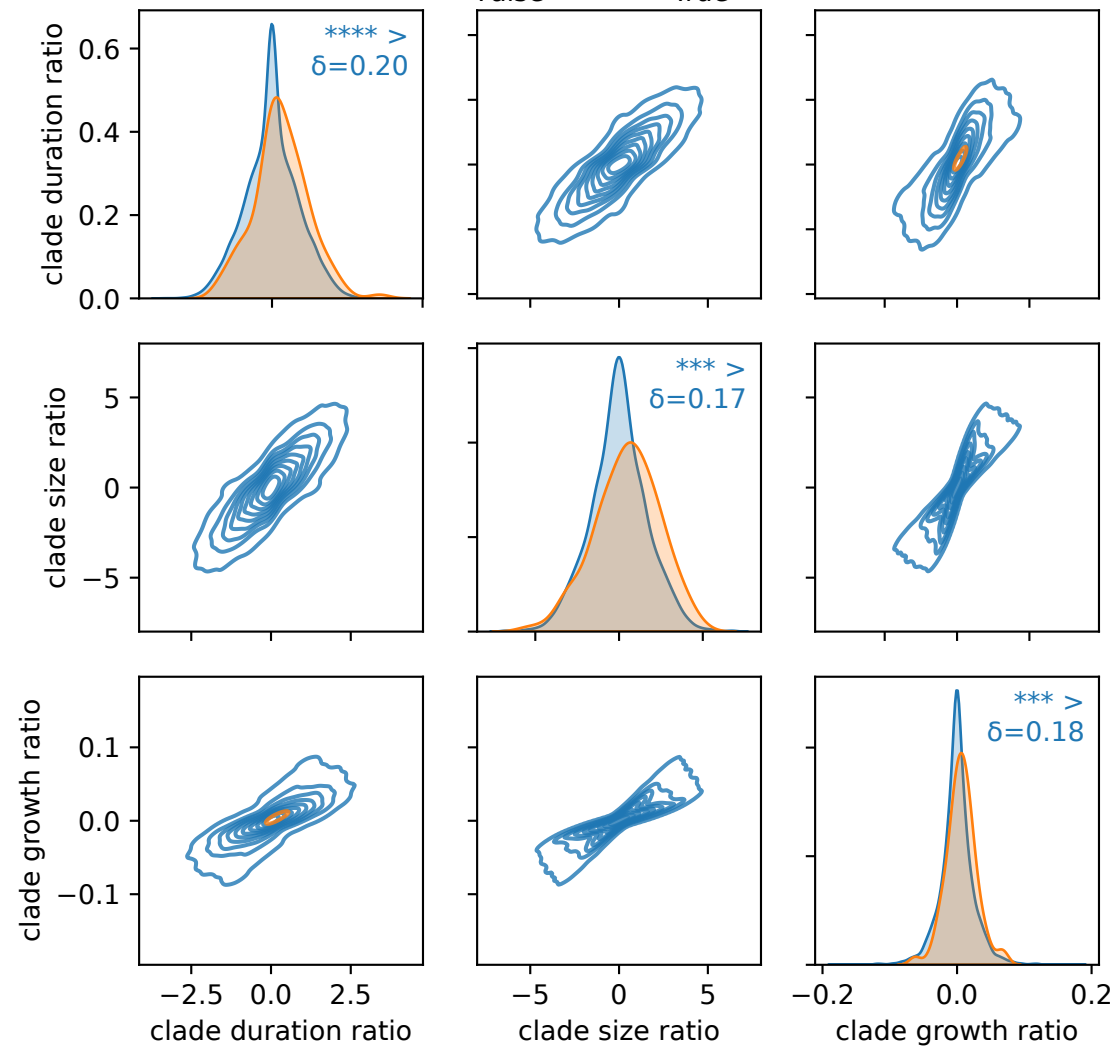 0.6
0.4
0.2
0.0
clade duration ratio
**** >
δ=0.20
5
0
−5
clade size ratio
*** >
δ=0.17
0.1
0.0
−0.1
clade growth ratio
*** >
δ=0.18
−2.5 0.0 2.5
clade duration ratio
−5 0 5
clade size ratio
−0.2 0.0 0.2
clade growth ratio